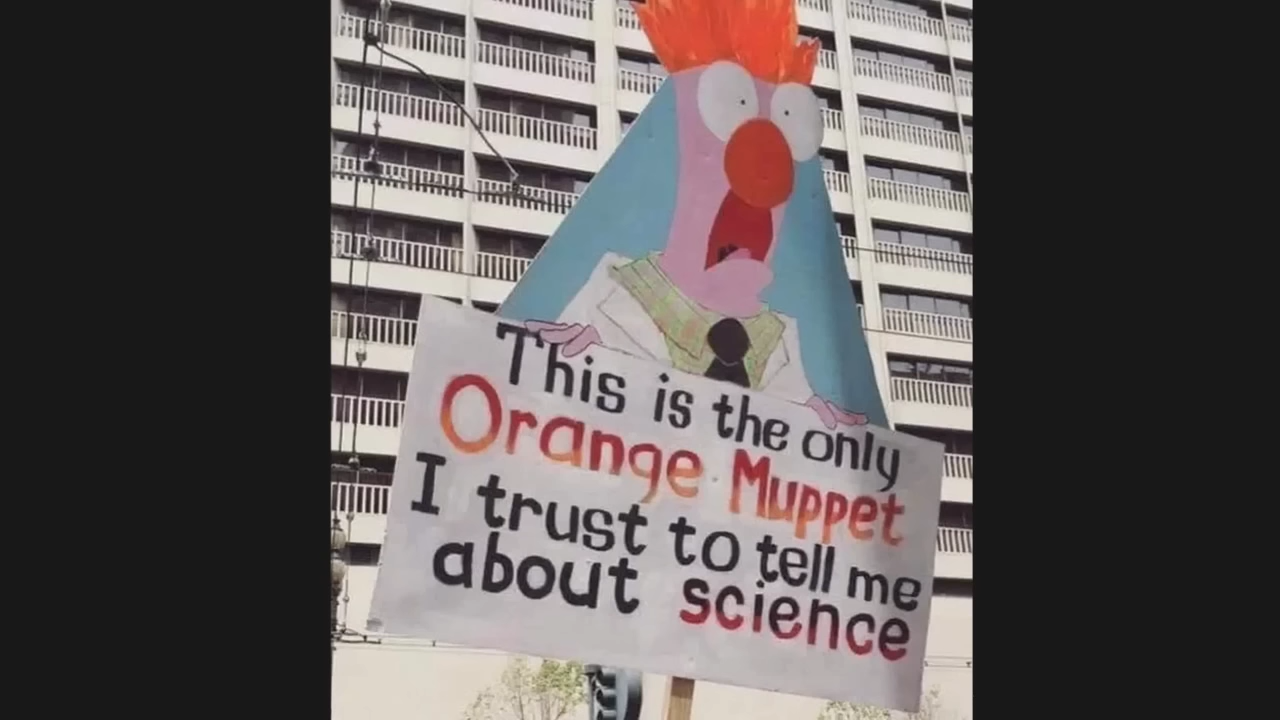 This is the only
Orange Muppet
I trust to tell me
about science